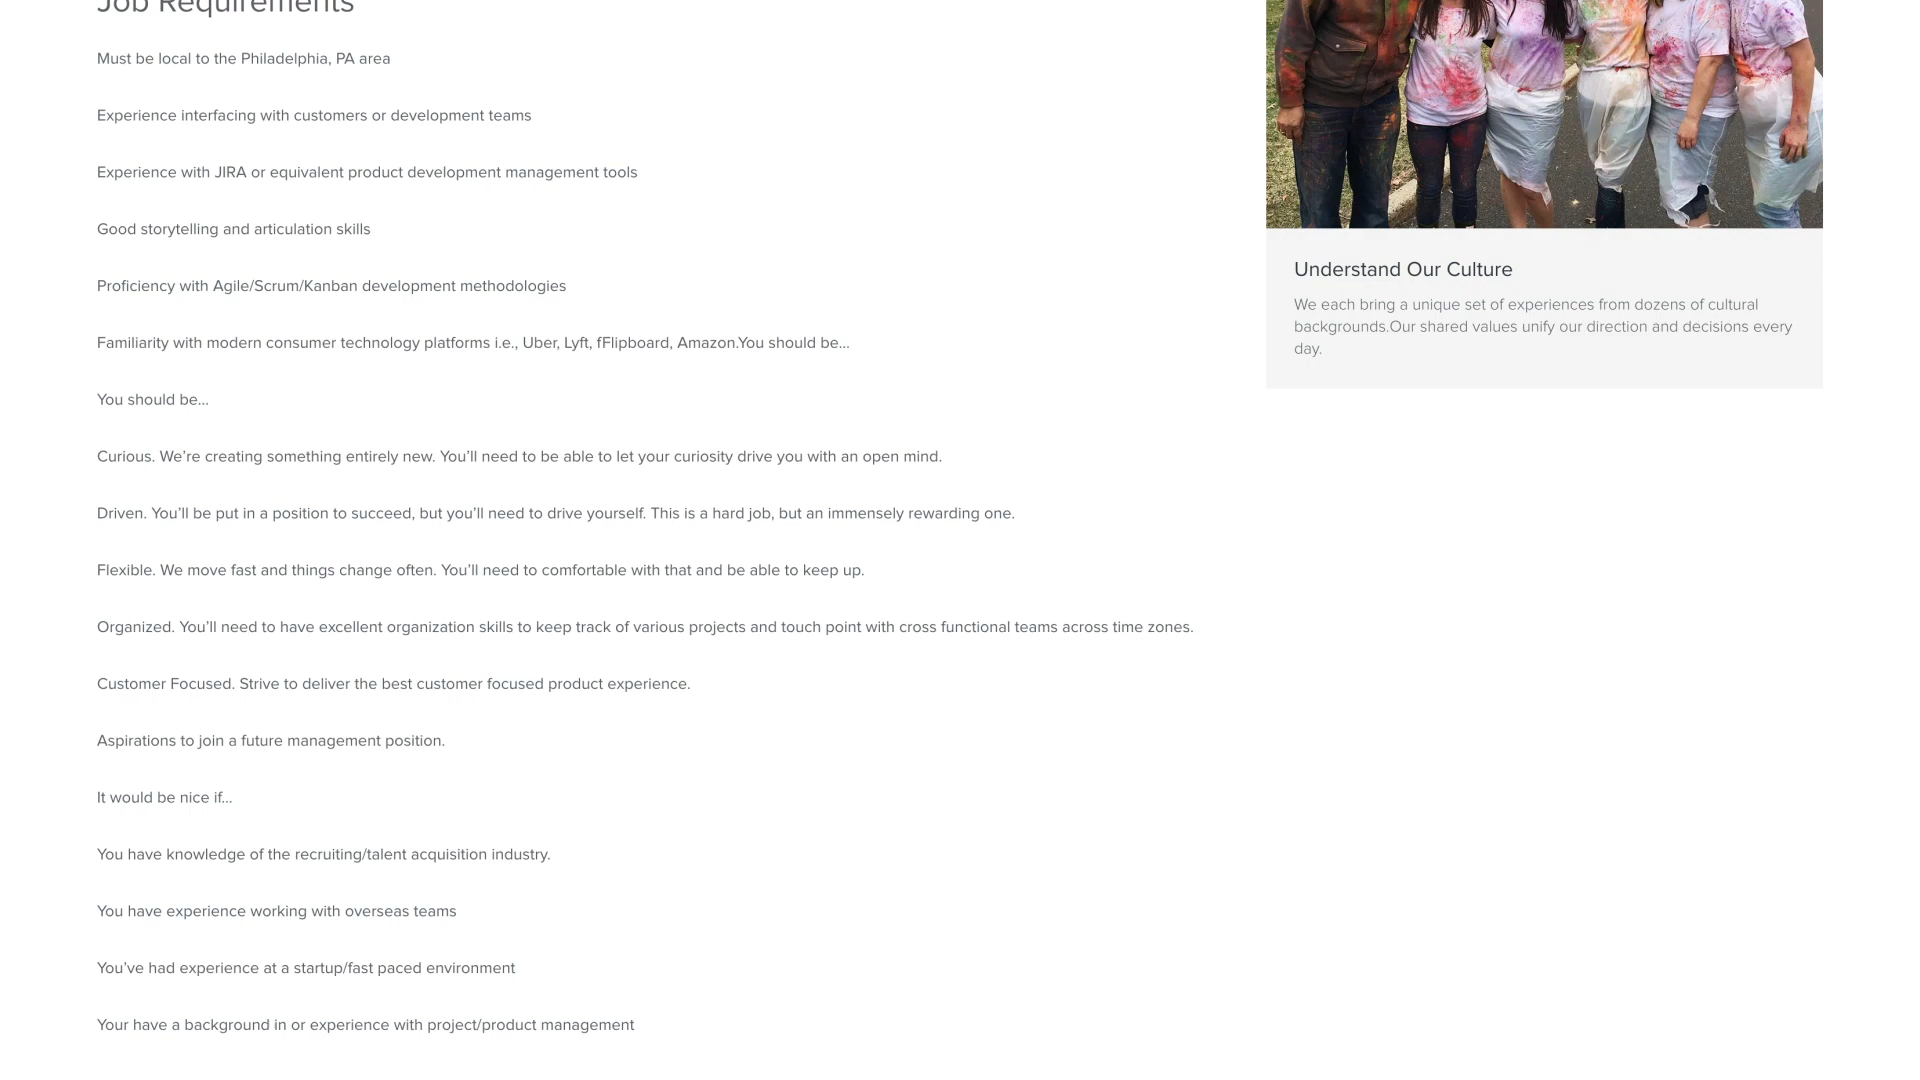 Job Requirements
Must be local to the Philadelphia, PA area
Experience interfacing with customers or development teams
Experience with JIRA or equivalent product development management tools
Good storytelling and articulation skills
Proficiency with Agile/Scrum/Kanban development methodologies
Familiarity with modern consumer technology platforms i.e., Uber, Lyft, fFlipboard, Amazon.You should be…
You should be…
Curious. We’re creating something entirely new. You’ll need to be able to let your curiosity drive you with an open mind.
Driven. You’ll be put in a position to succeed, but you’ll need to drive yourself. This is a hard job, but an immensely rewarding one.
Flexible. We move fast and things change often. You’ll need to comfortable with that and be able to keep up.
Organized. You’ll need to have excellent organization skills to keep track of various projects and touch point with cross functional teams across time zones.
Customer Focused. Strive to deliver the best customer focused product experience.
Aspirations to join a future management position.
It would be nice if…
You have knowledge of the recruiting/talent acquisition industry.
You have experience working with overseas teams
You’ve had experience at a startup/fast paced environment
Your have a background in or experience with project/product management
Understand Our Culture
We each bring a unique set of experiences from dozens of cultural
backgrounds.Our shared values unify our direction and decisions every
day.